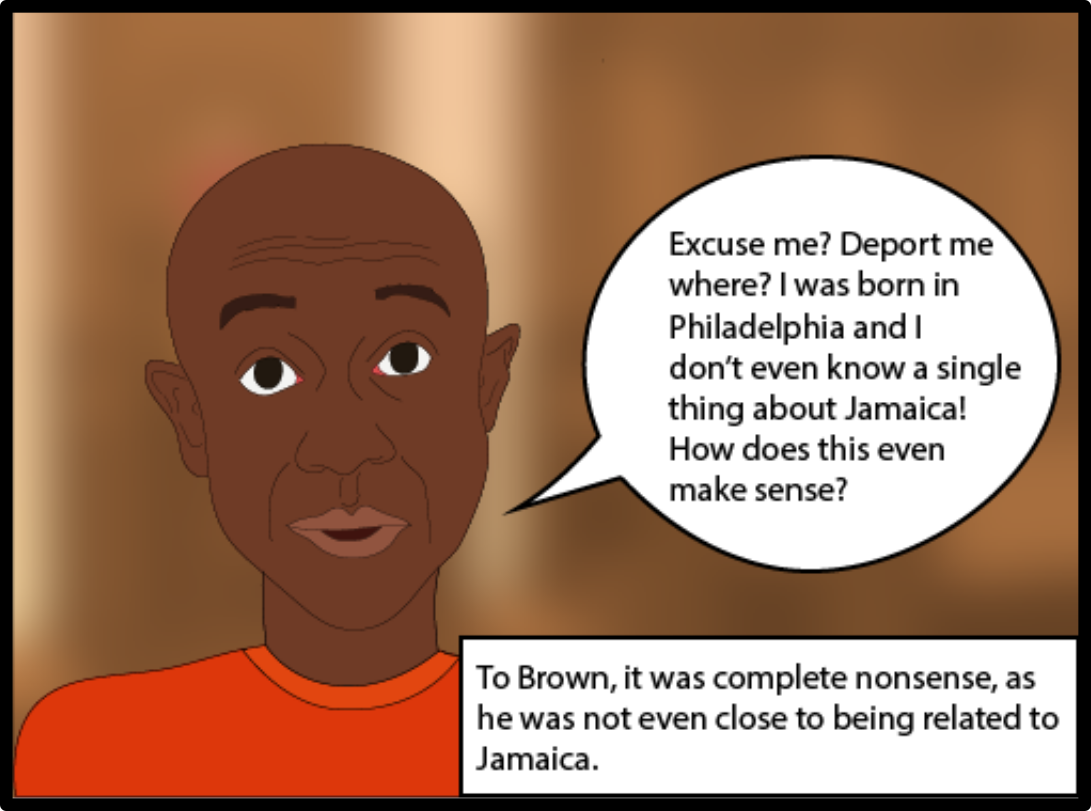 Excuse me? Deport me
where? I was born in
Philadelphia and I
don’t even know a single
thing about Jamaica!
How does this even
make sense?
To Brown, it was complete nonsense, as
he was not even close to being related to
Jamaica.